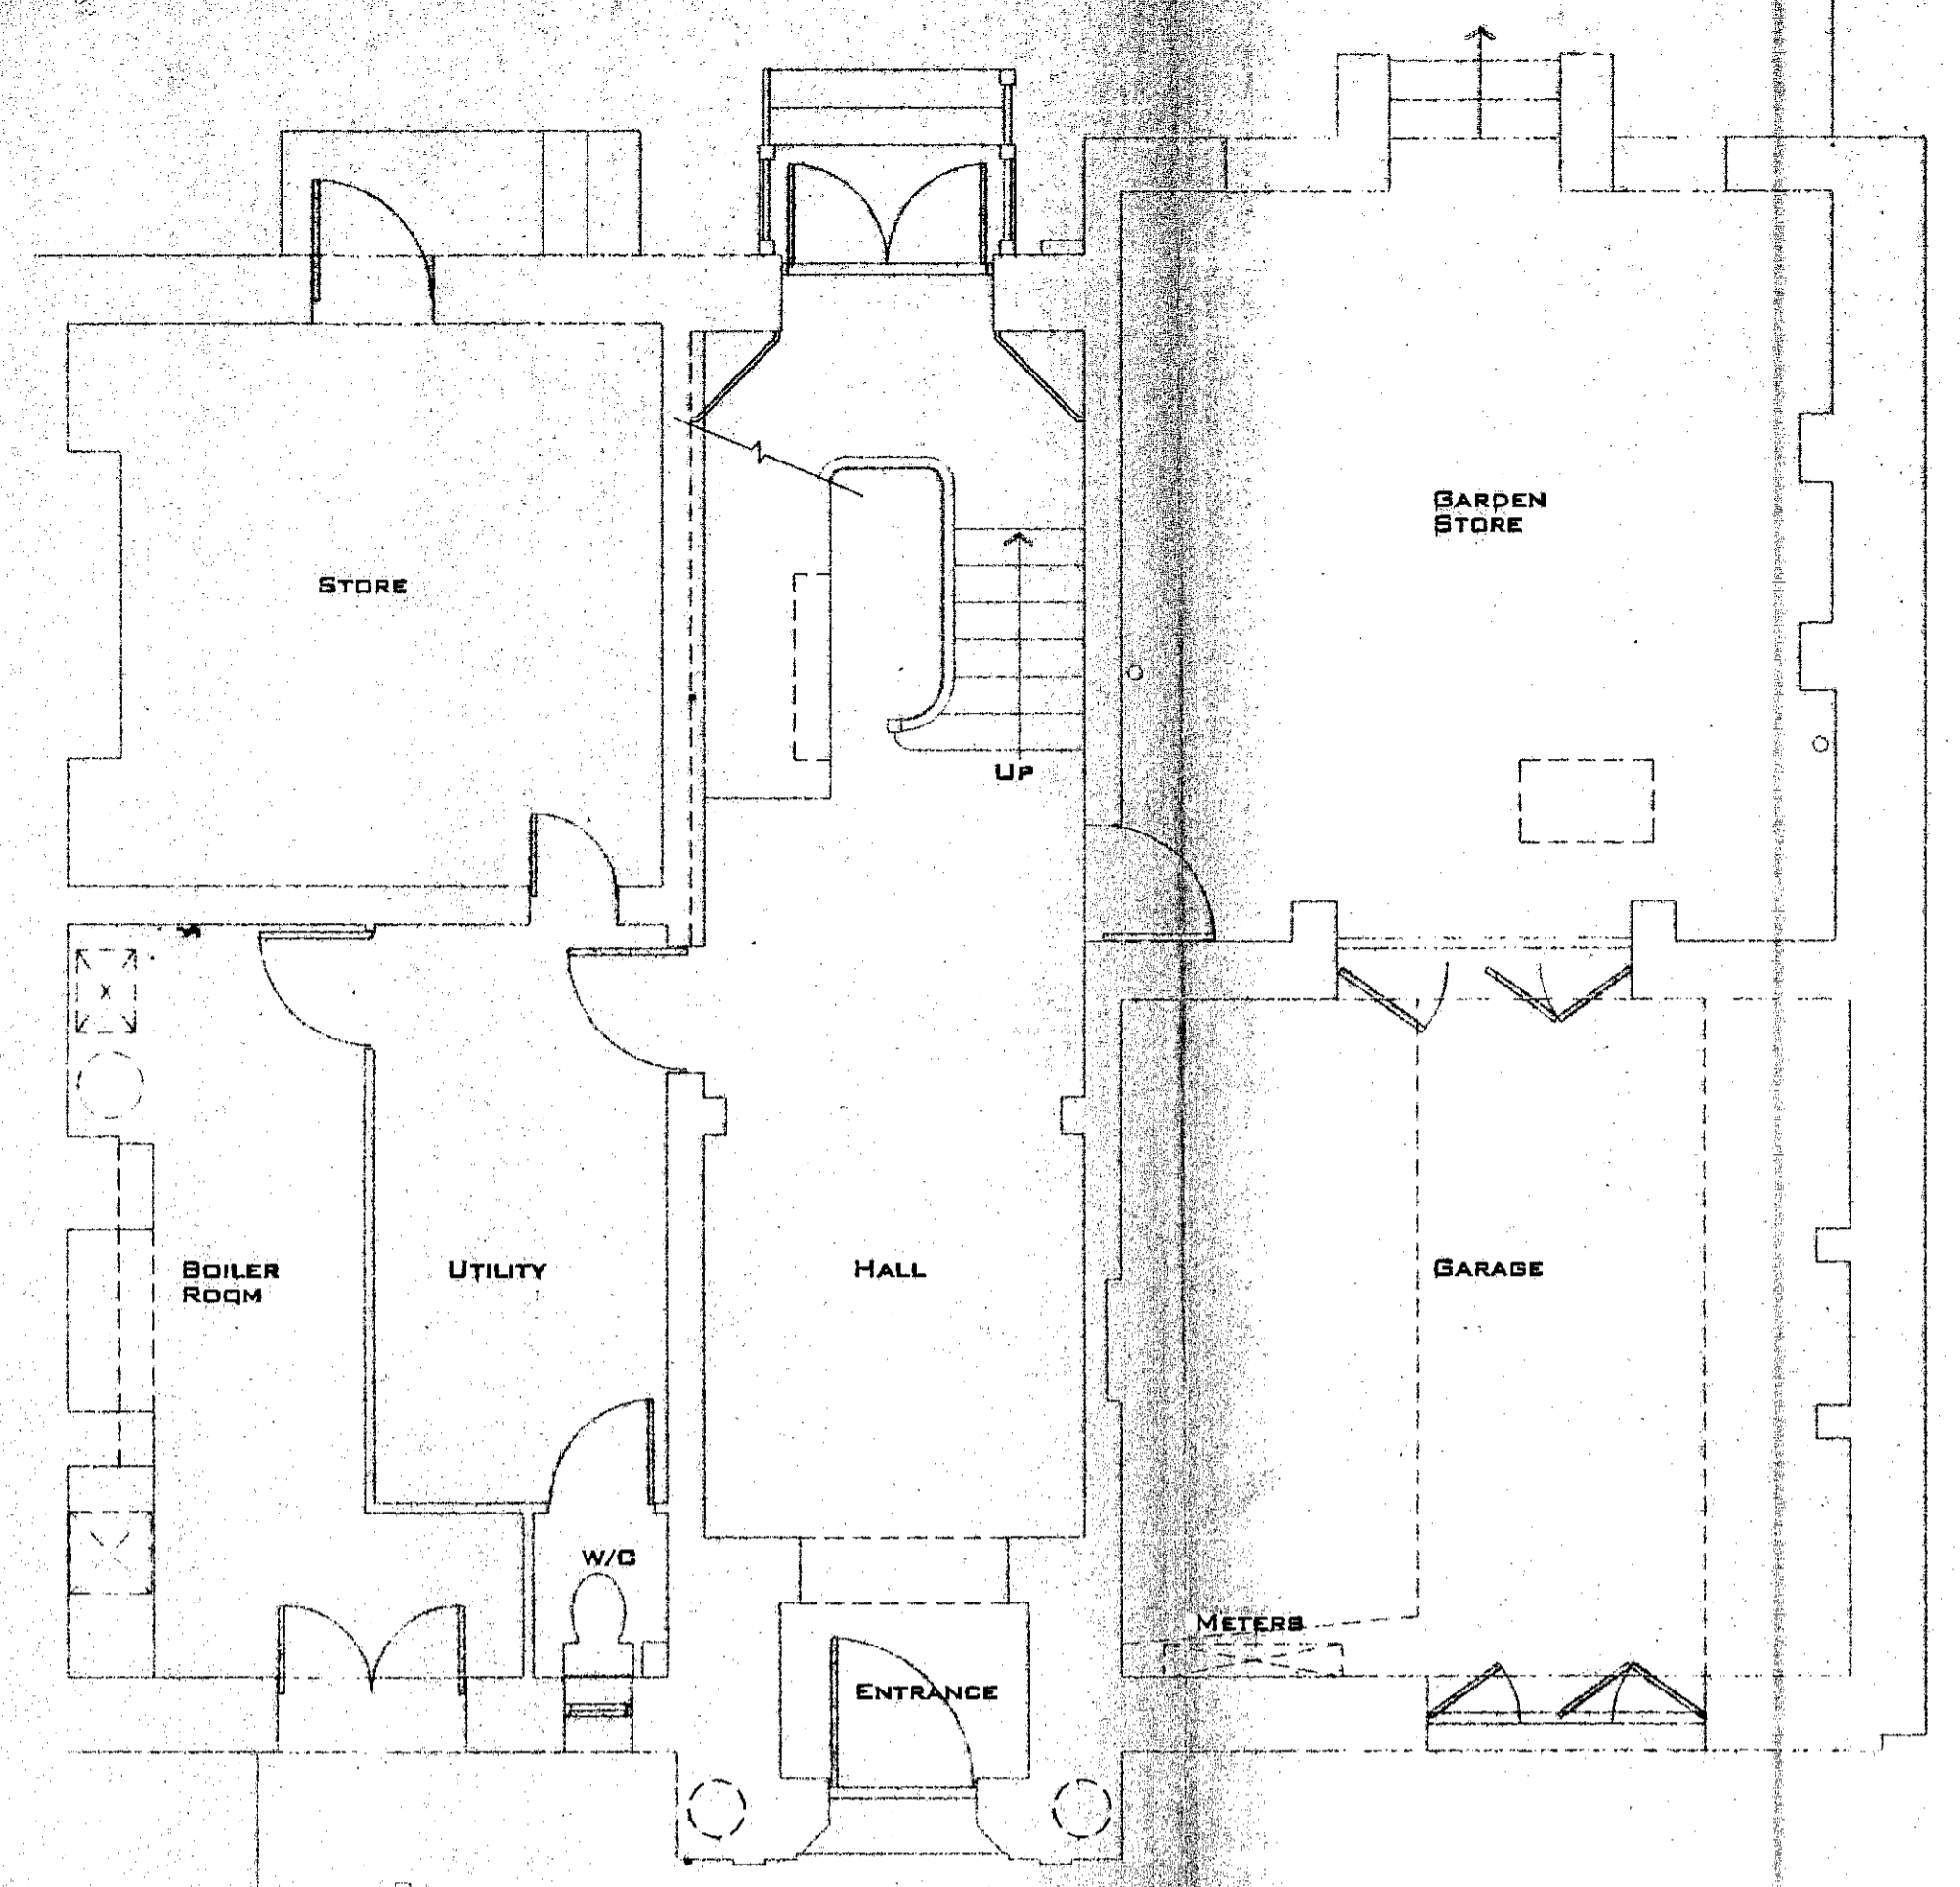 GARDEN
STORE
STORE
UP
BOILER
ROOM
UTILITY
HALL
GARAGE
W/C
METERS
ENTRANCE